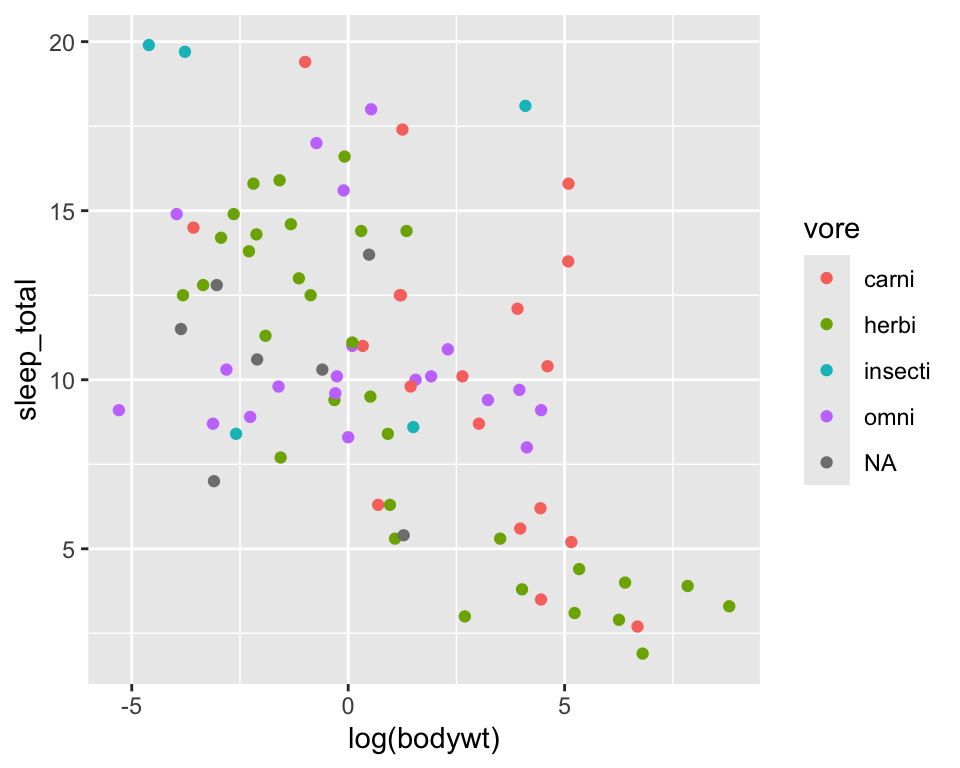 20
15
10
5
sleep_total
-5 0 5
log(bodywt)
vore
carni
herbi
insecti
omni
NA